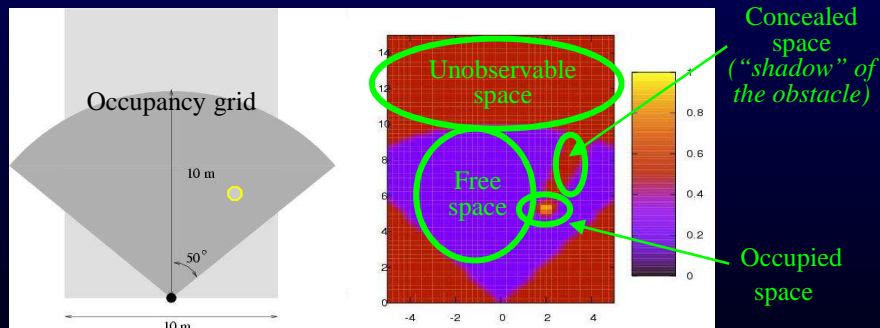 Occupancy grid
10 m
50°
10 m
Unobservable
space
Free
space
Concealed
space
(“shadow” of
the obstacle)
Occupied
space
14
12
10
8
6
4
2
0
-4
-2
0
2
4
1
0.8
0.6
0.4
0.2
0